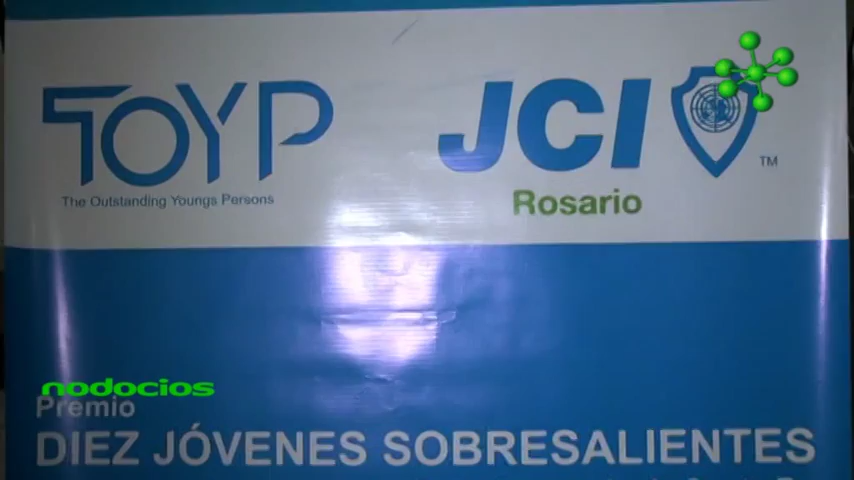 TOYP
The Outstanding Youngs Persons
JCI
TM
Rosario
nodocios
Premio
DIEZ JÓVENES SOBRESALIENTES